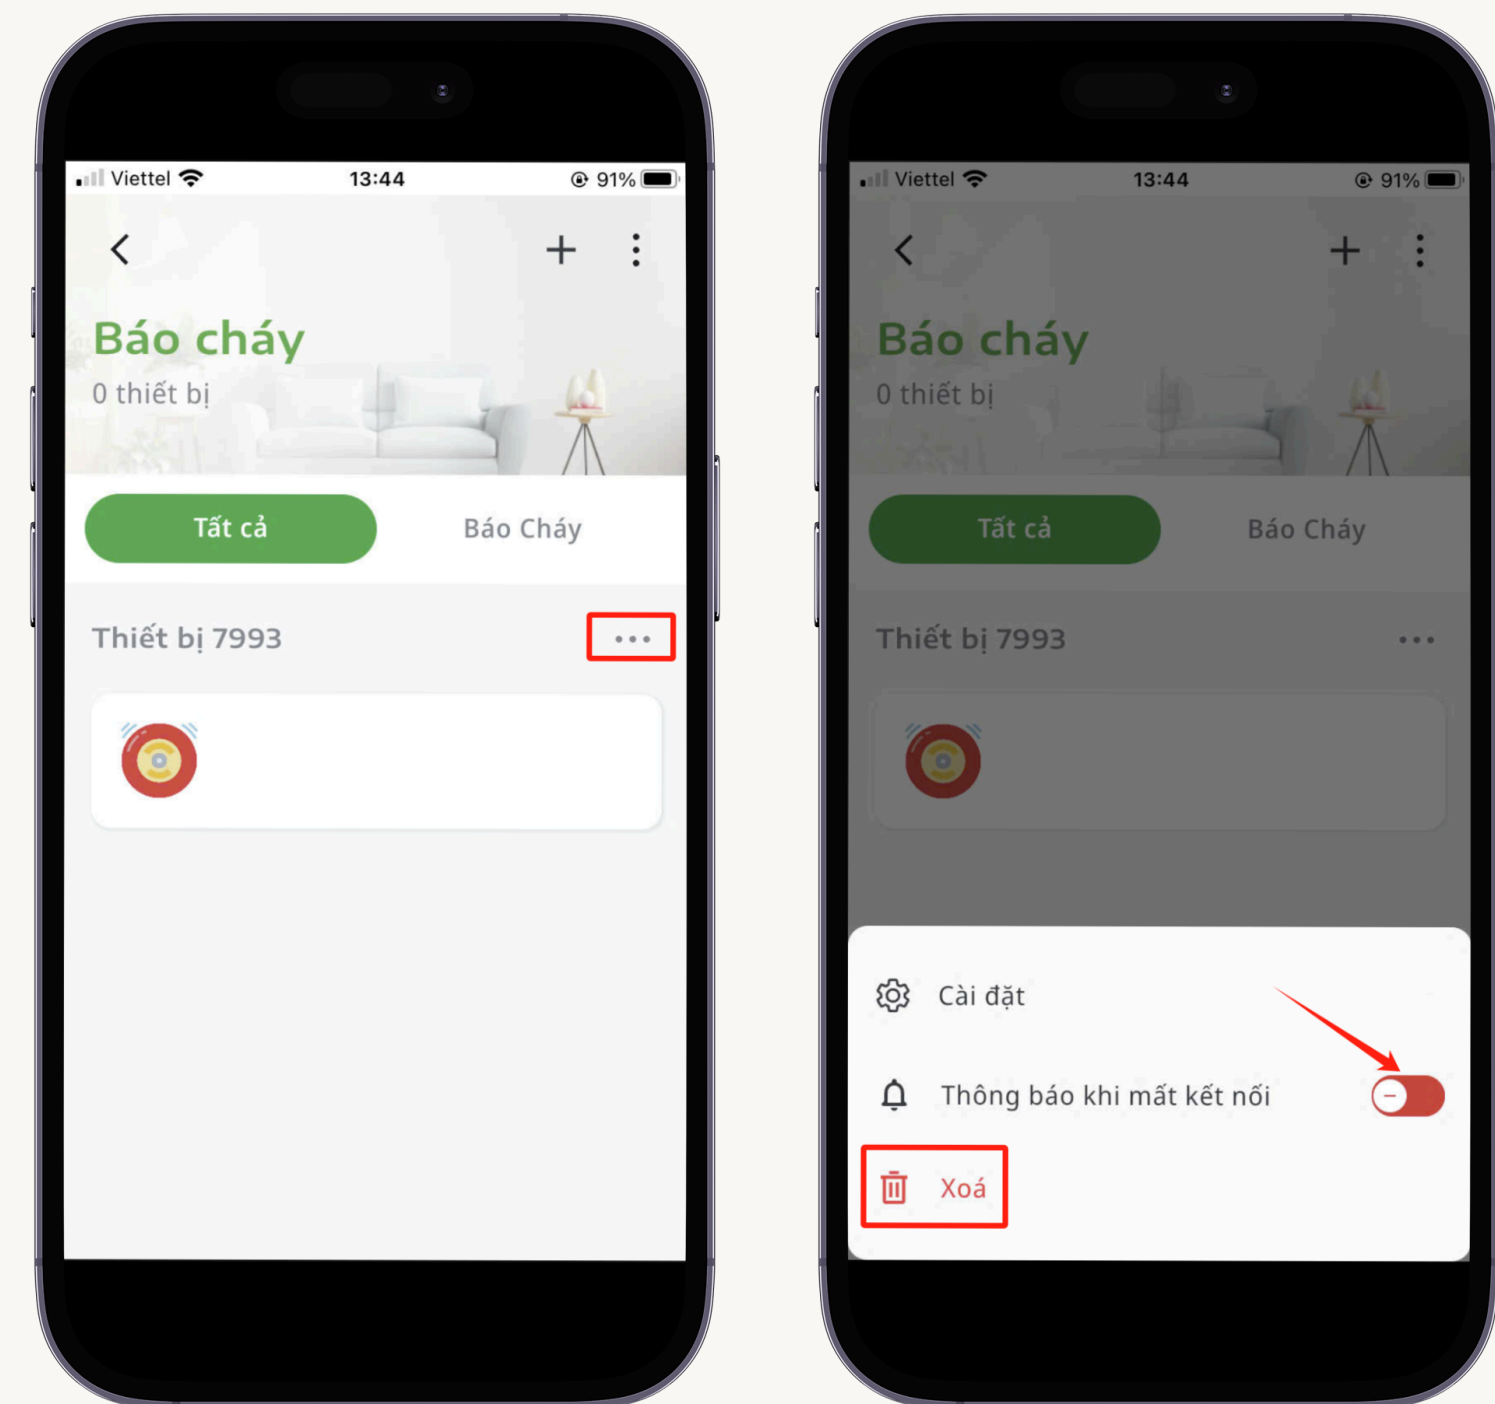 Viettel 13:44 91%
Báo cháy
0 thiết bị
Tất cả Báo Cháy
Thiết bị 7993
Viettel 13:44 91%
Báo cháy
0 thiết bị
Tất cả Báo Cháy
Thiết bị 7993
Cài đặt
Thông báo khi mất kết nối
Xoá